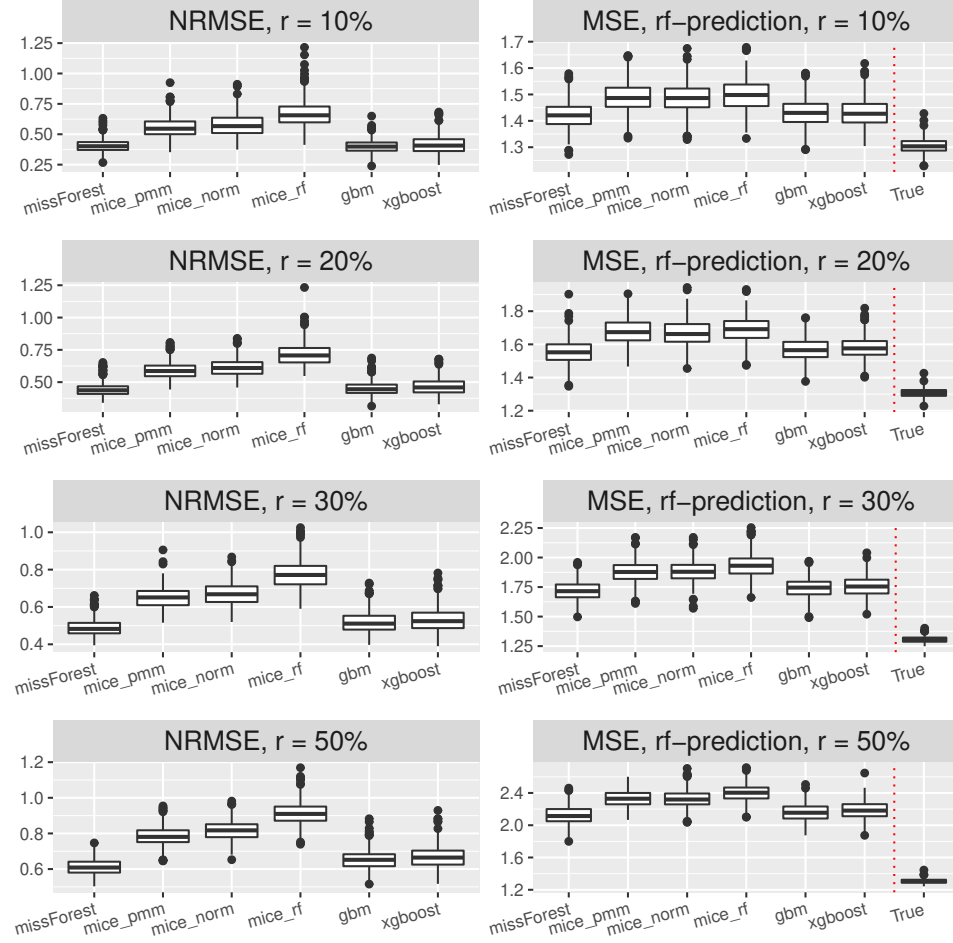 NRMSE, r = 10%
1.25
1.00
0.75
0.50
0.25
missForest mice_pmm mice_norm mice_rf gbm xgboost
MSE, rf−prediction, r = 10%
1.7
1.6
1.5
1.4
1.3
missForest mice_pmm mice_norm mice_rf gbm xgboost True
NRMSE, r = 20%
1.25
1.00
0.75
0.50
missForest mice_pmm mice_norm mice_rf gbm xgboost
MSE, rf−prediction, r = 20%
1.8
1.6
1.4
1.2
missForest mice_pmm mice_norm mice_rf gbm xgboost True
NRMSE, r = 30%
1.0
0.8
0.6
0.4
missForest mice_pmm mice_norm mice_rf gbm xgboost
MSE, rf−prediction, r = 30%
2.25
2.00
1.75
1.50
1.25
missForest mice_pmm mice_norm mice_rf gbm xgboost True
NRMSE, r = 50%
1.2
1.0
0.8
0.6
missForest mice_pmm mice_norm mice_rf gbm xgboost
MSE, rf−prediction, r = 50%
2.4
2.0
1.6
1.2
missForest mice_pmm mice_norm mice_rf gbm xgboost True